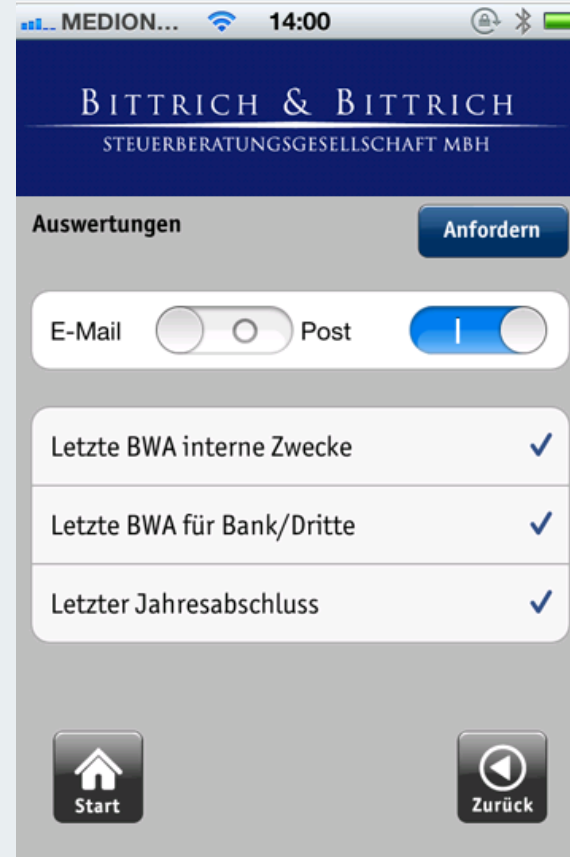 MEDION... 14:00
BITTRICH & BITTRICH
STEUERBERATUNGSGESELLSCHAFT MBH
Auswertungen Anfordern
E-Mail Post
Letzte BWA interne Zwecke
Letzte BWA für Bank/Dritte
Letzter Jahresabschluss
Start Zurück